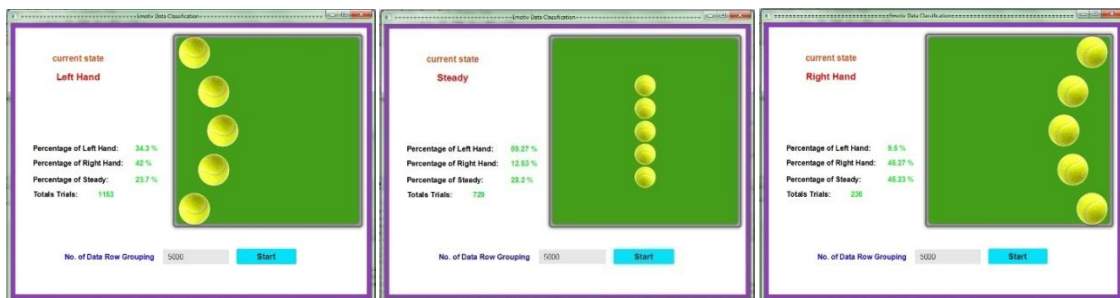 Emotiv Data Classification
current state
Left Hand
Percentage of Left Hand: 34.3 %
Percentage of Right Hand: 42 %
Percentage of Steady: 23.7 %
Totals Trials: 1153
No. of Data Row Grouping 5000 Start
Emotiv Data Classification
current state
Steady
Percentage of Left Hand: 59.27 %
Percentage of Right Hand: 12.53 %
Percentage of Steady: 28.2 %
Totals Trials: 729
No. of Data Row Grouping 5000 Start
Emotiv Data Classification
current state
Right Hand
Percentage of Left Hand: 9.5 %
Percentage of Right Hand: 45.27 %
Percentage of Steady: 45.23 %
Totals Trials: 236
No. of Data Row Grouping 5000 Start